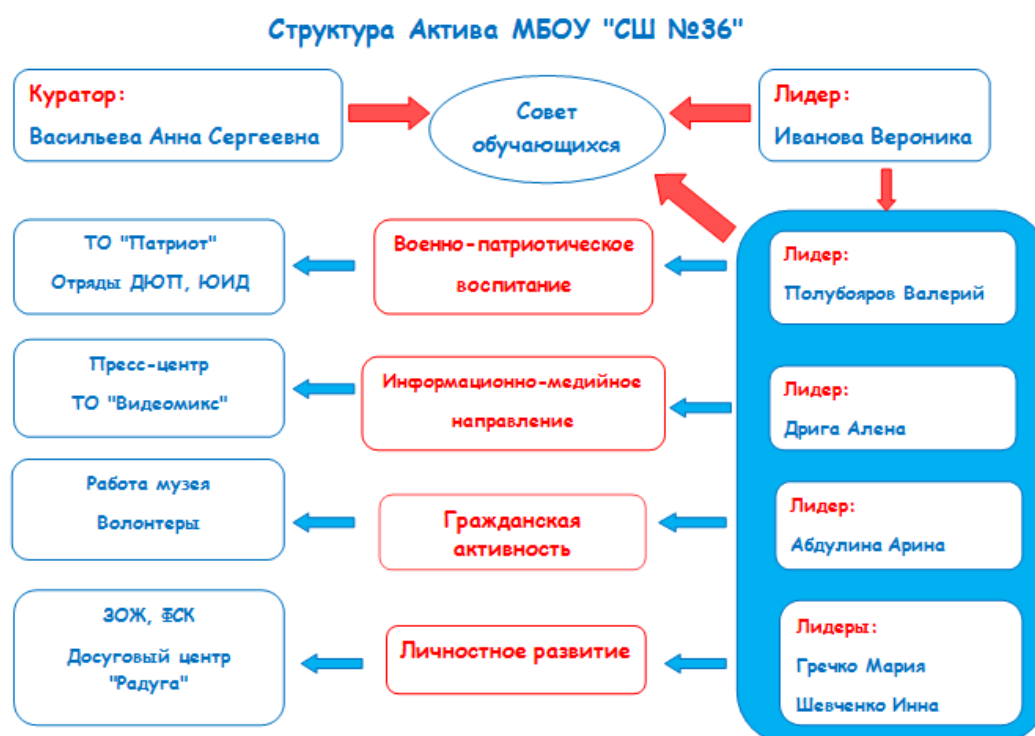 Структура Актива МБОУ "СШ №36"
Куратор:
Васильева Анна Сергеевна
Совет
обучающихся
Лидер:
Иванова Вероника
ТО "Патриот"
Отряды ДЮП, ЮИД
Военно-патриотическое
воспитание
Лидер:
Полубояров Валерий
Пресс-центр
ТО "Видеомикс"
Информационно-медийное
направление
Лидер:
Дрига Алена
Работа музея
Волонтеры
Гражданская
активность
Лидер:
Абдулина Арина
ЗОЖ, ФСК
Досуговый центр
"Радуга"
Личностное развитие
Лидеры:
Гречко Мария
Шевченко Инна